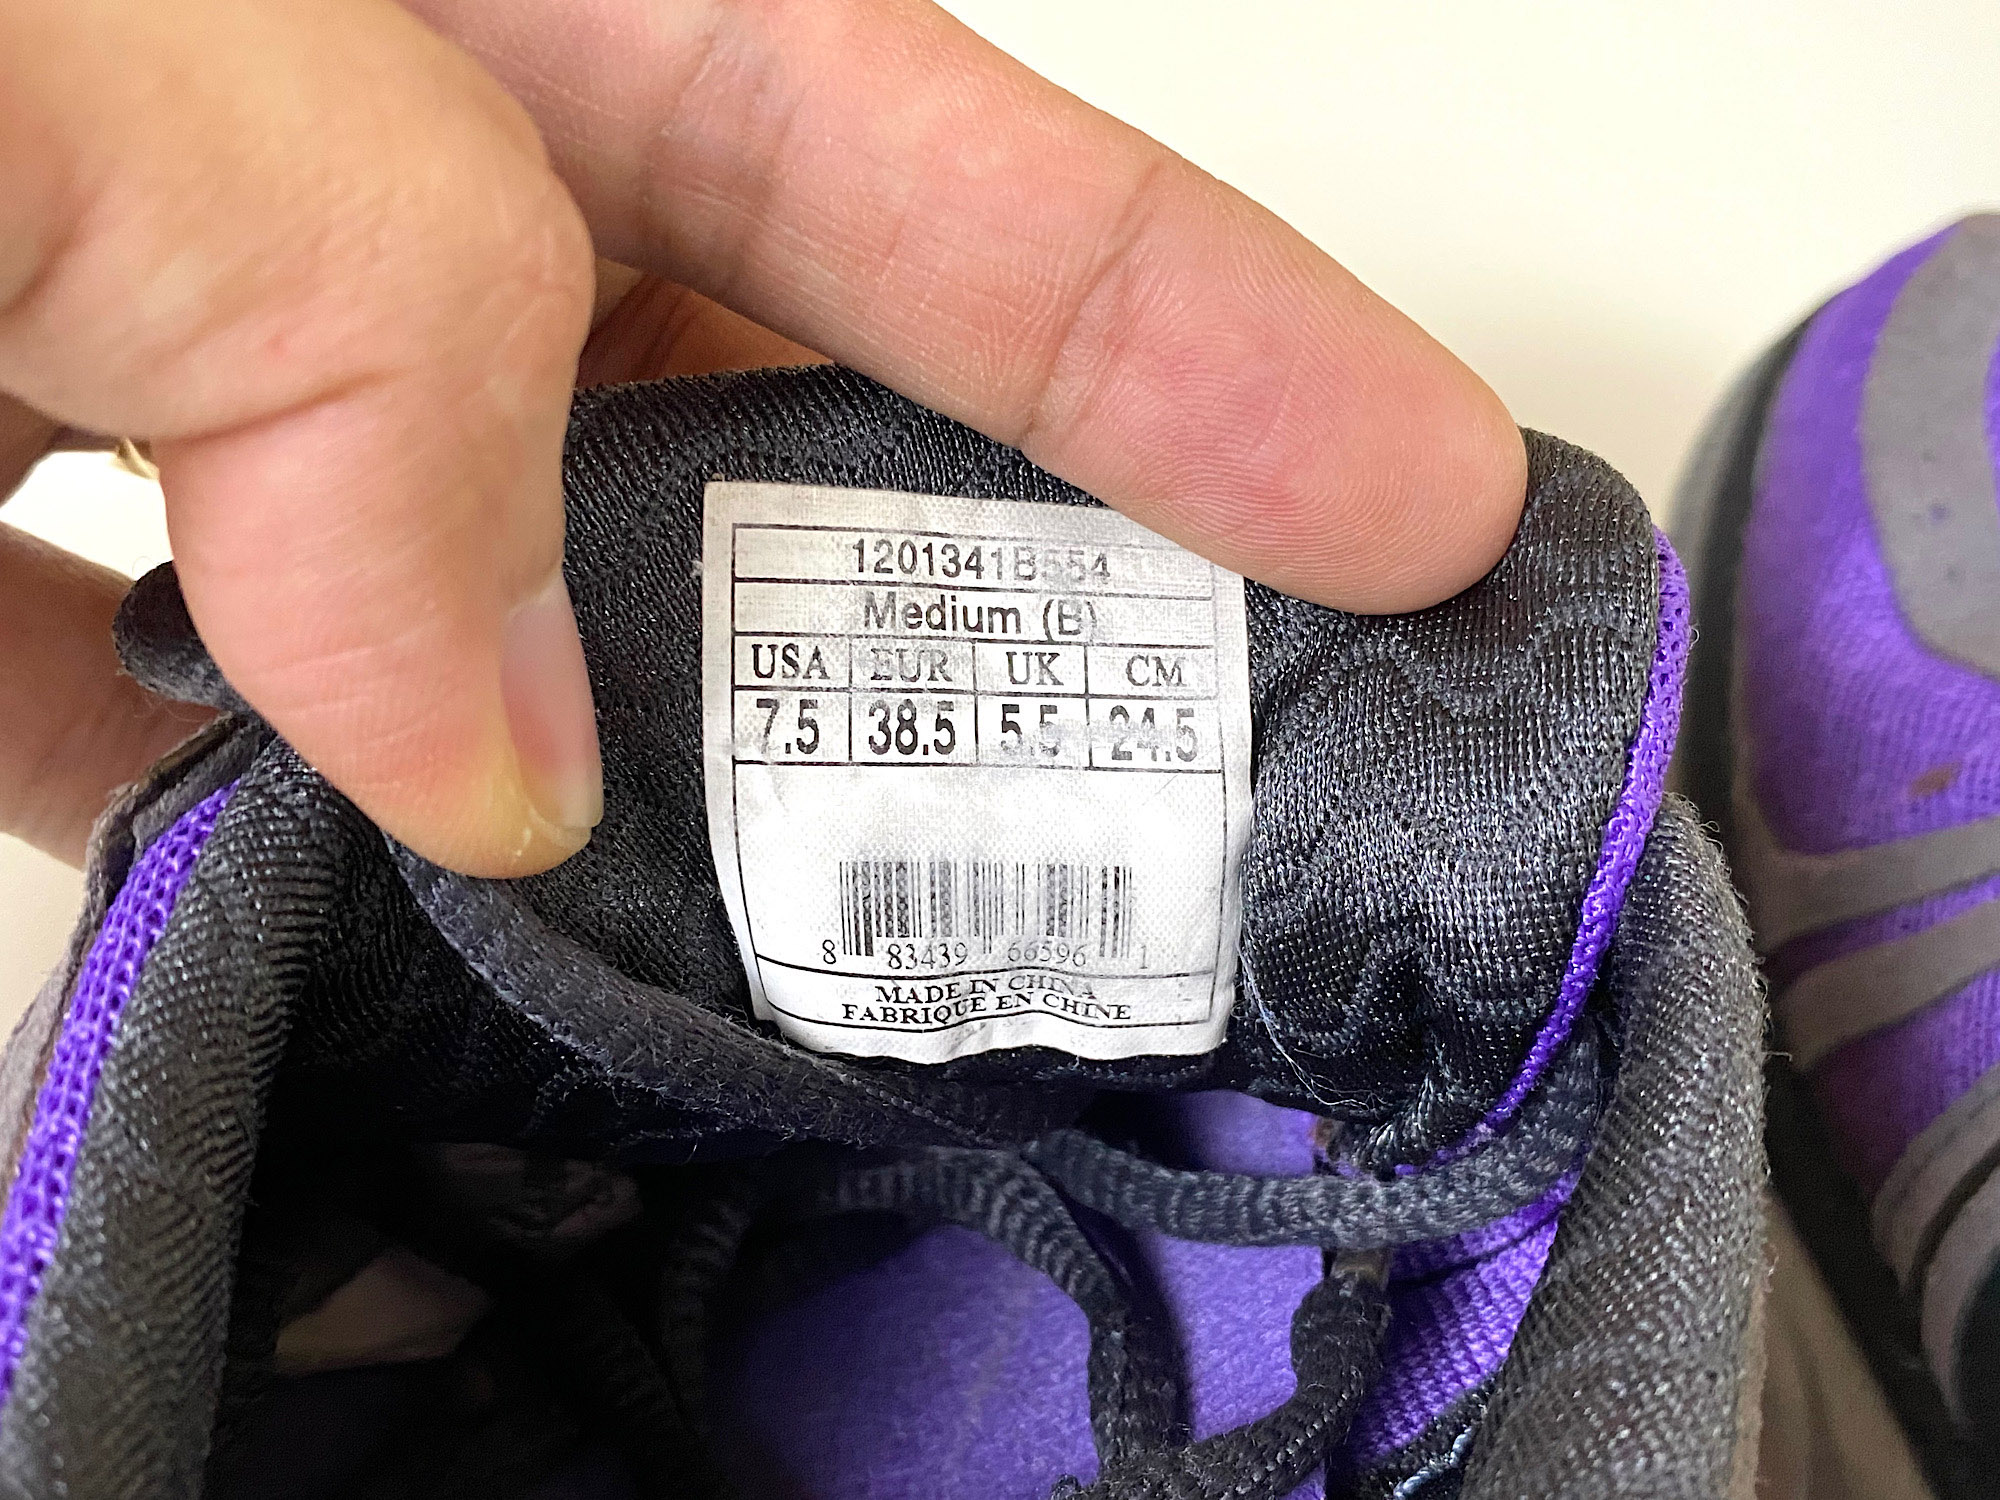 1201341B554
Medium (B)
USA EUR UK CM
7.5 38.5 5.5 24.5
8 83439 66596 1
MADE IN CHINA
FABRIQUE EN CHINE